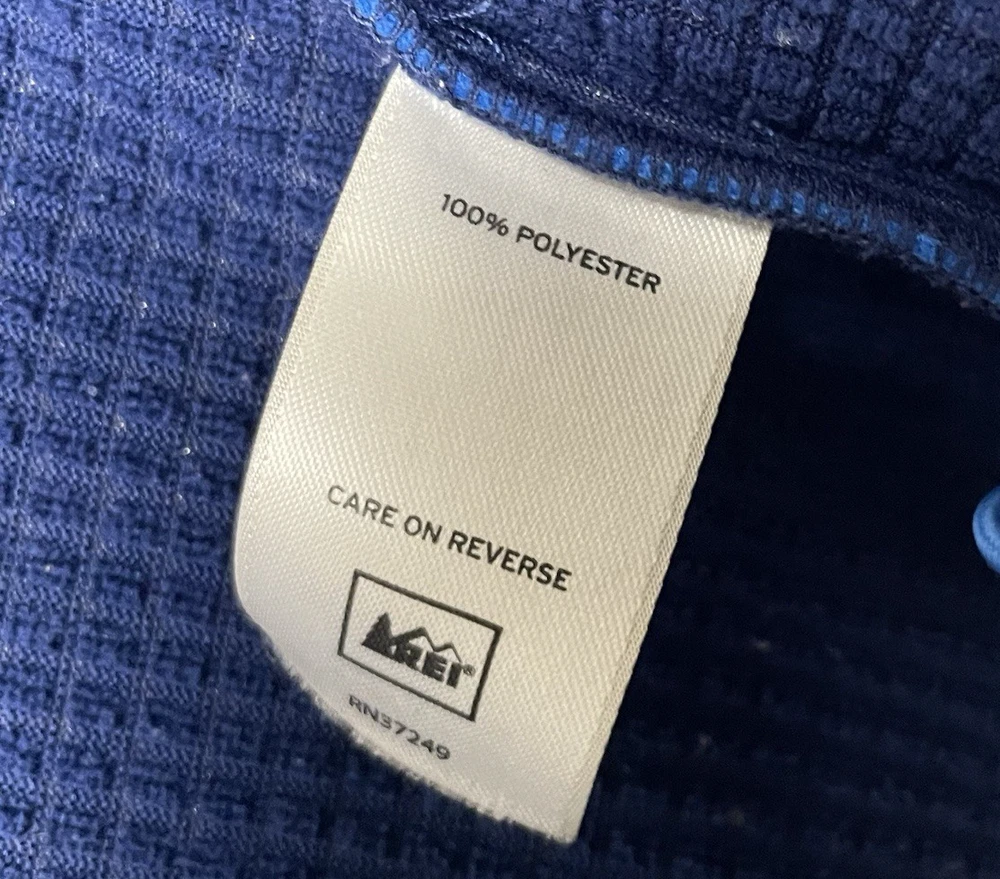 100% POLYESTER
CARE ON REVERSE
REI®
RN37249